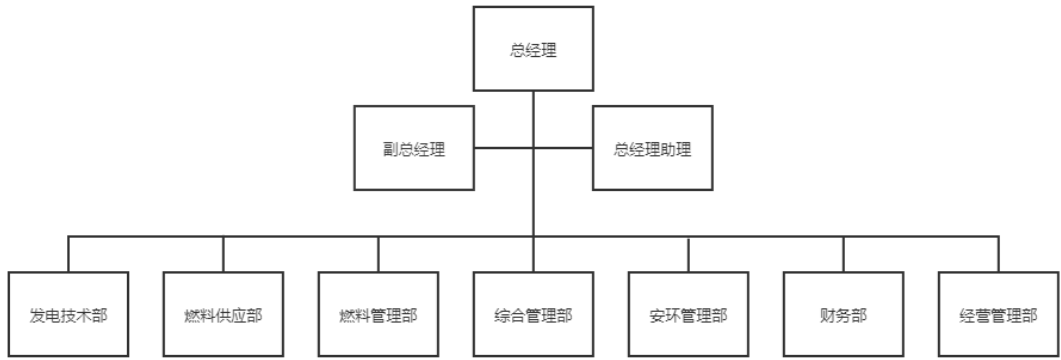 总经理
副总经理
总经理助理
发电技术部
燃料供应部
燃料管理部
综合管理部
安环管理部
财务部
经营管理部